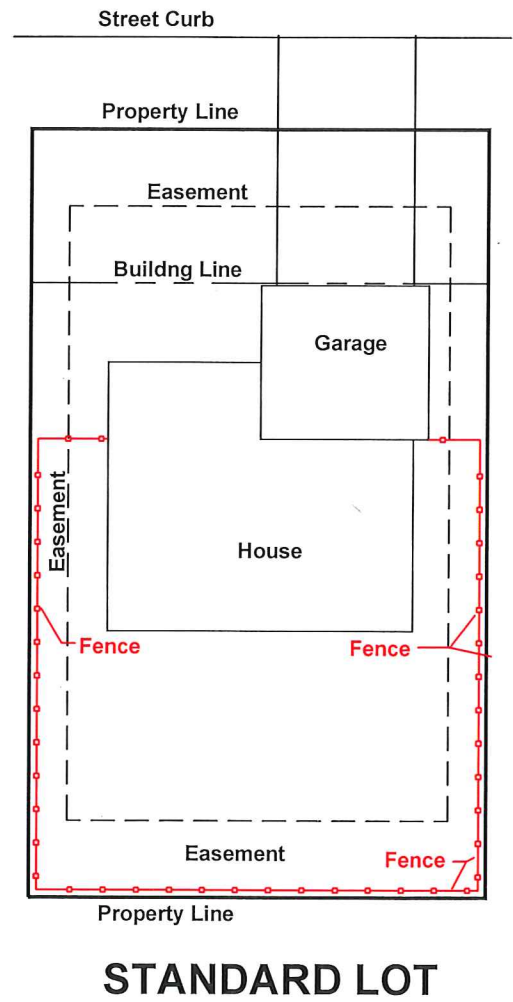 Street Curb
Property Line
Easement
Buildng Line
Garage
Easement
House
Fence
Fence
Easement
Fence
Property Line
STANDARD LOT